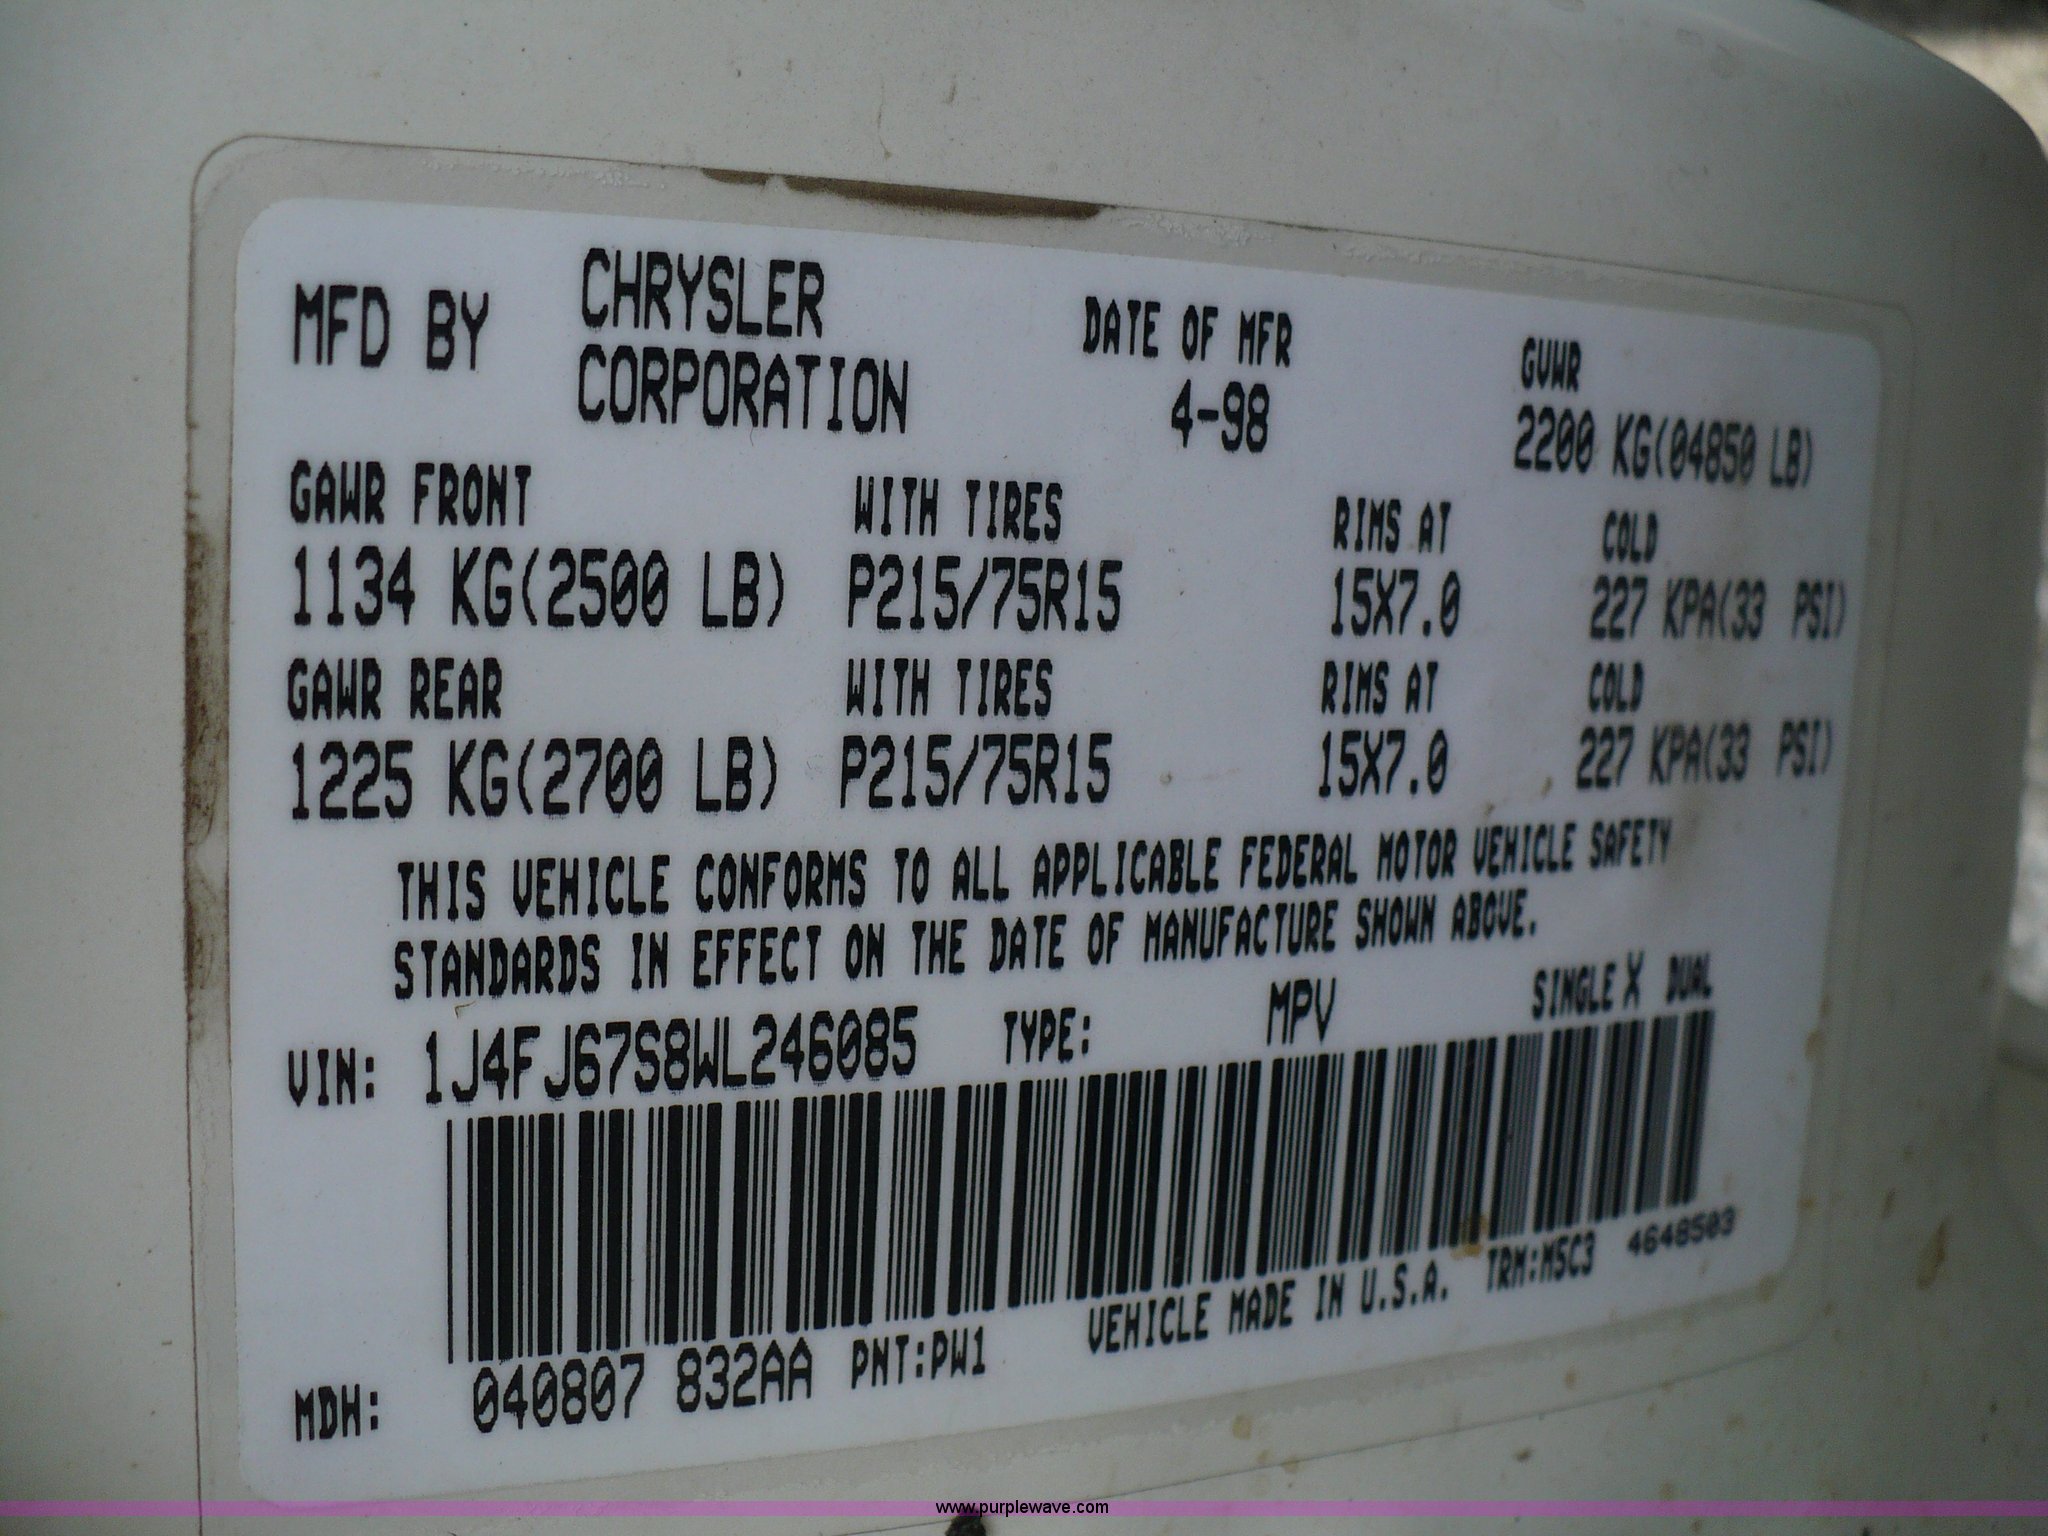 MFD BY CHRYSLER CORPORATION
DATE OF MFR
4-98
GVWR
2200 KG(04850 LB)
GAWR FRONT WITH TIRES RIMS AT COLD
1134 KG(2500 LB) P215/75R15 15X7.0 227 KPA(33 PSI)
GAWR REAR WITH TIRES RIMS AT COLD
1225 KG(2700 LB) P215/75R15 15X7.0 227 KPA(33 PSI)
THIS VEHICLE CONFORMS TO ALL APPLICABLE FEDERAL MOTOR VEHICLE SAFETY
STANDARDS IN EFFECT ON THE DATE OF MANUFACTURE SHOWN ABOVE.
VIN: 1J4FJ67S8WL246085 TYPE: MPV SINGLE X DUAL
MDH: 040807 832AA PNT:PW1 VEHICLE MADE IN U.S.A. TRM:M5C3 4648503
www.purplewave.com